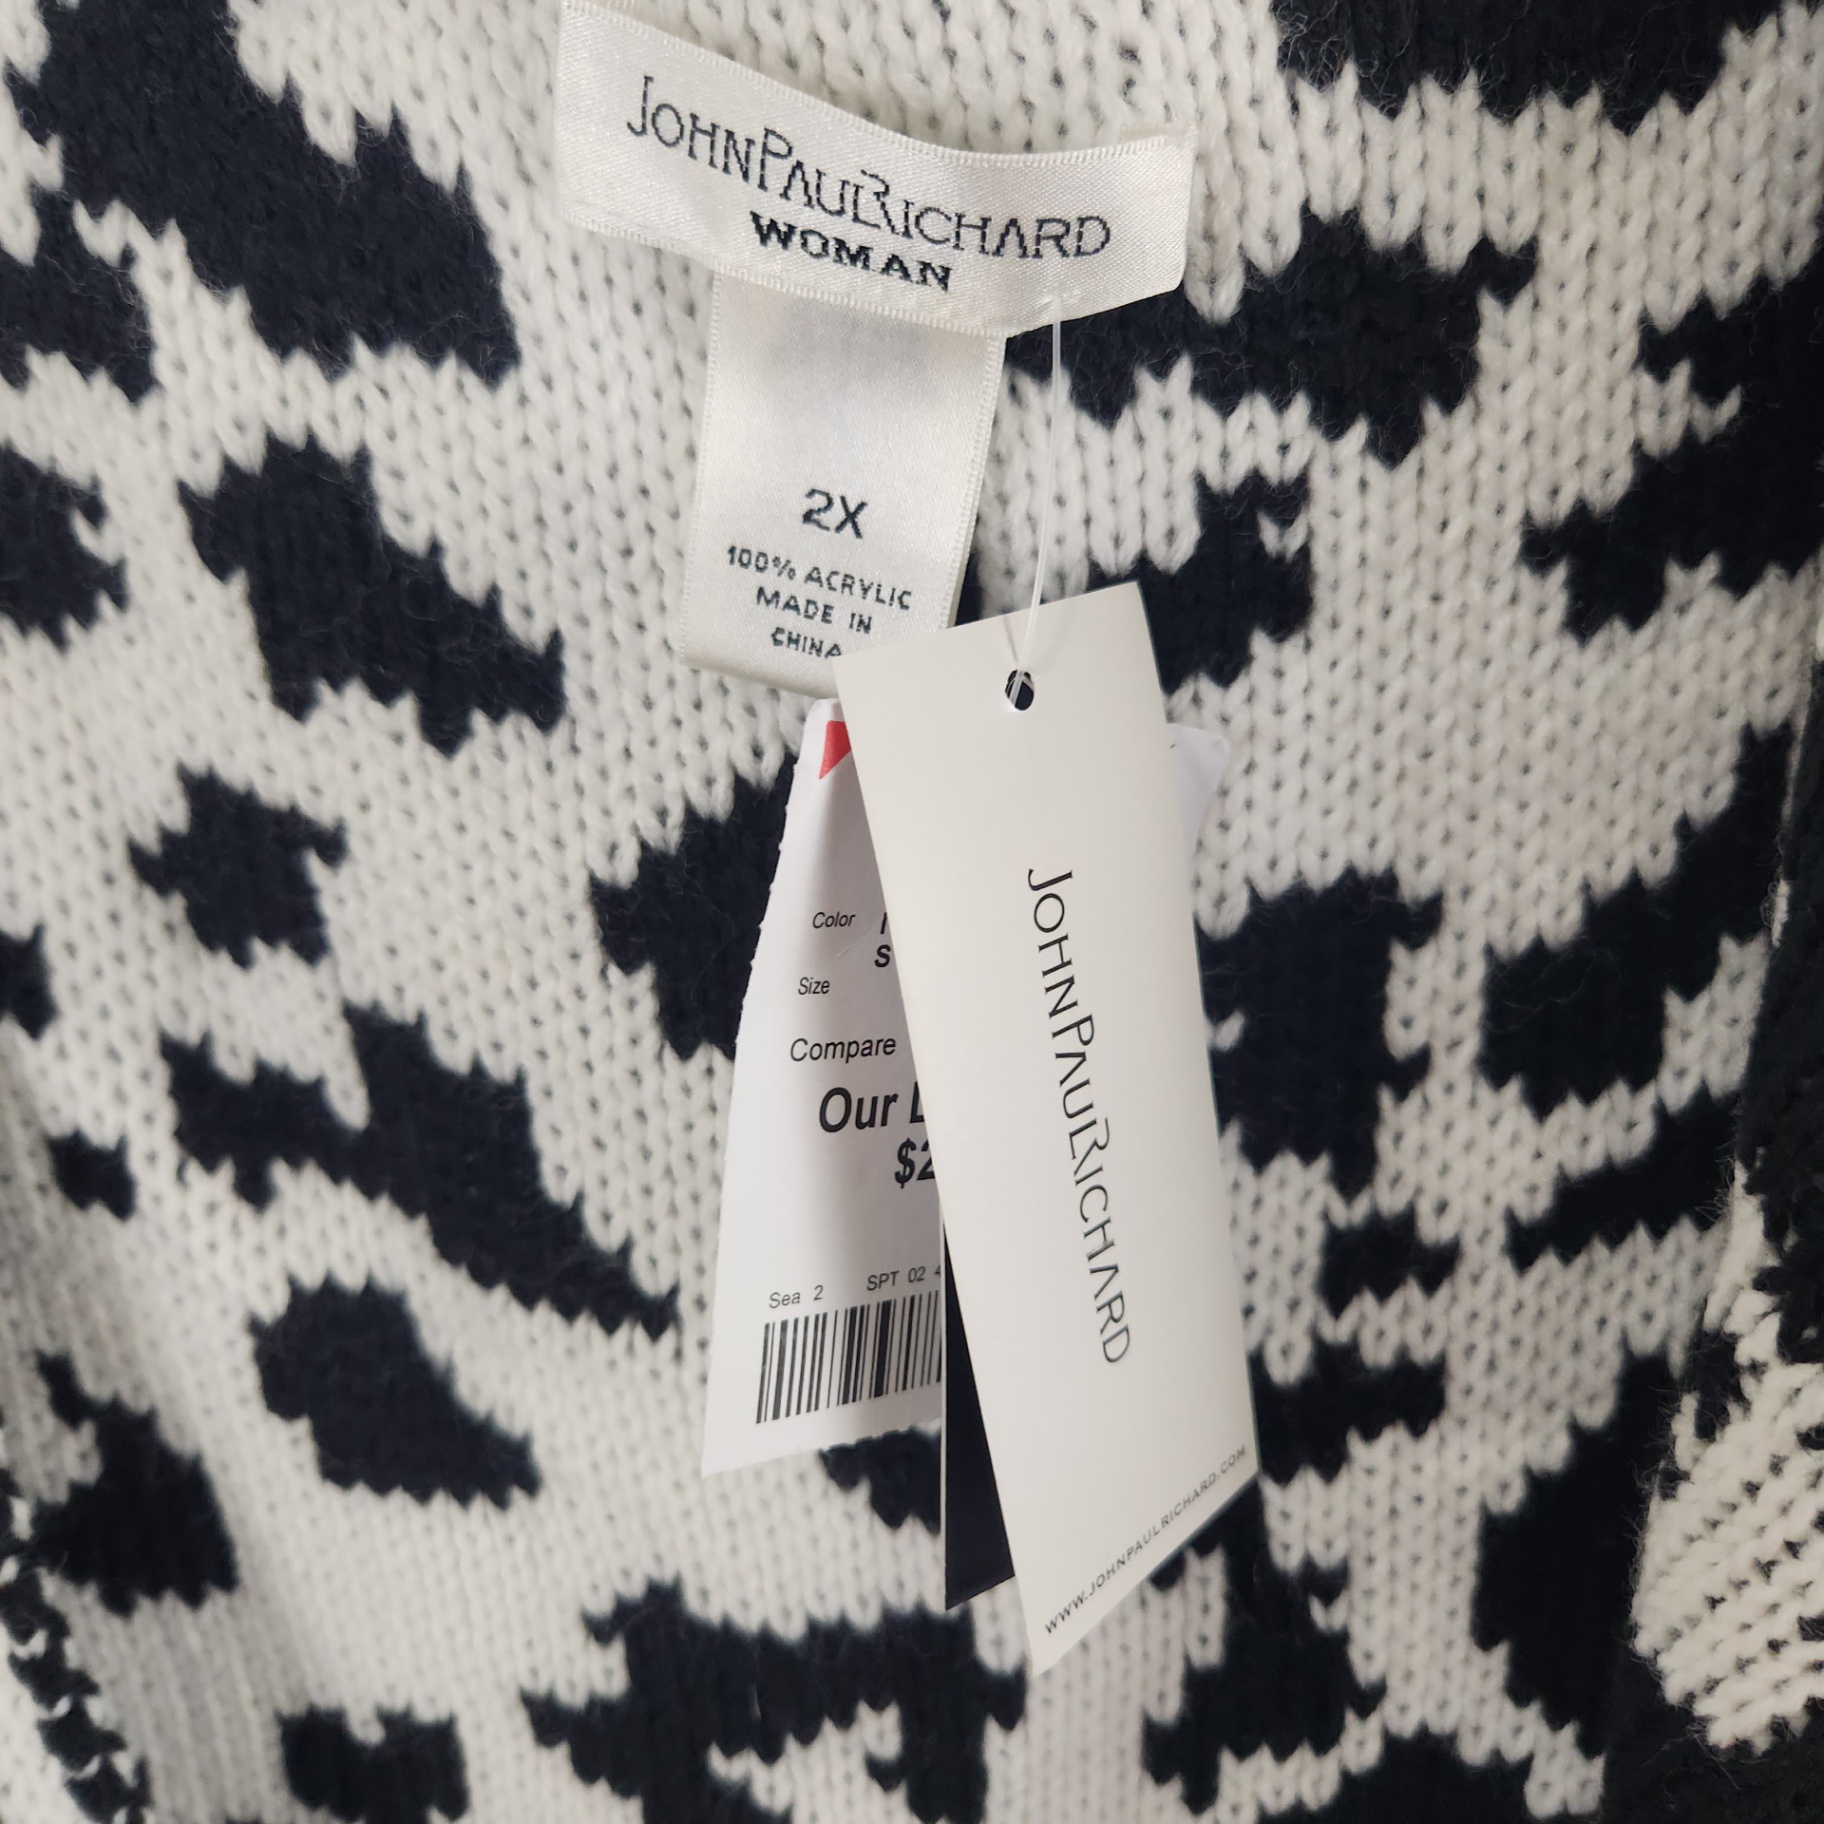 JOHNPAULRICHARD
WOMAN
2X
100% ACRYLIC
MADE IN
CHINA
Color
S
Size
Compare
Our
$2
Sea 2 SPT 02
JOHNPAULRICHARD
WWW.JOHNPAULRICHARD.COM